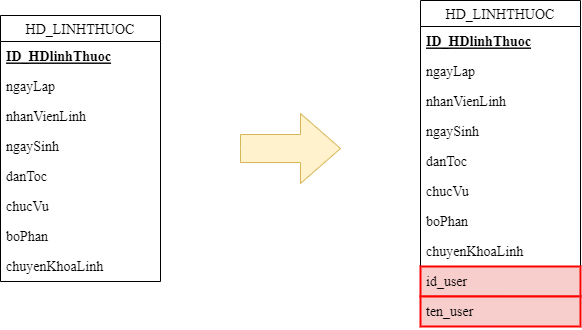 HD_LINHTHUOC
ID_HDlinhThuoc
ngayLap
nhanVienLinh
ngaySinh
danToc
chucVu
boPhan
chuyenKhoaLinh
HD_LINHTHUOC
ID_HDlinhThuoc
ngayLap
nhanVienLinh
ngaySinh
danToc
chucVu
boPhan
chuyenKhoaLinh
id_user
ten_user